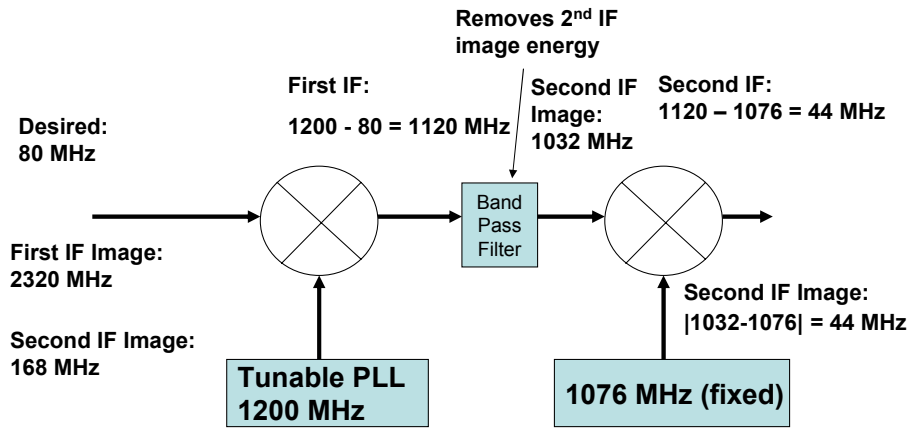 Removes 2nd IF
image energy
First IF:
1200 - 80 = 1120 MHz
Second IF
Image:
1032 MHz
Second IF:
1120 – 1076 = 44 MHz
Desired:
80 MHz
Band
Pass
Filter
First IF Image:
2320 MHz
Second IF Image:
168 MHz
Second IF Image:
|1032-1076| = 44 MHz
Tunable PLL
1200 MHz
1076 MHz (fixed)